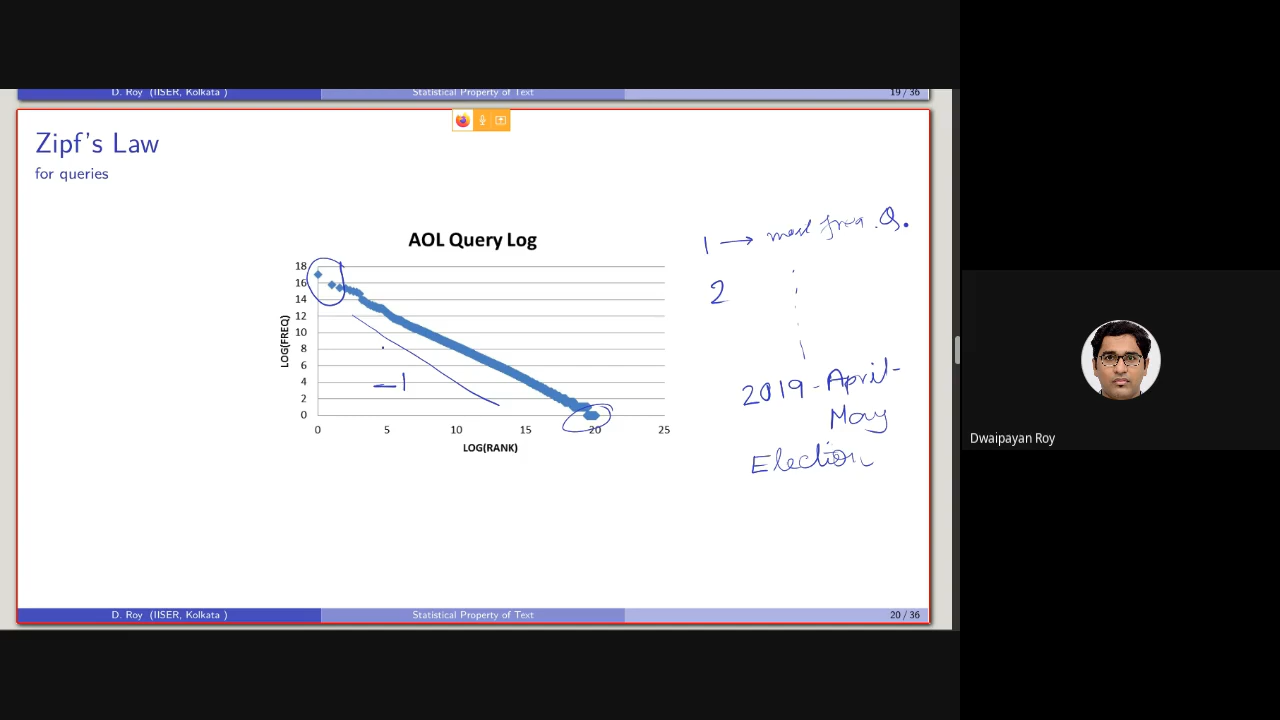 D. Roy (IISER, Kolkata )
Statistical Property of Text
19 / 36
Zipf's Law
for queries
AOL Query Log
18
16
14
12
10
8
6
4
2
0
LOG(FREQ)
0 5 10 15 20 25
LOG(RANK)
-1
1 → most freq. Q.
2
2019-April-
May
Election
D. Roy (IISER, Kolkata )
Statistical Property of Text
20 / 36
Dwaipayan Roy